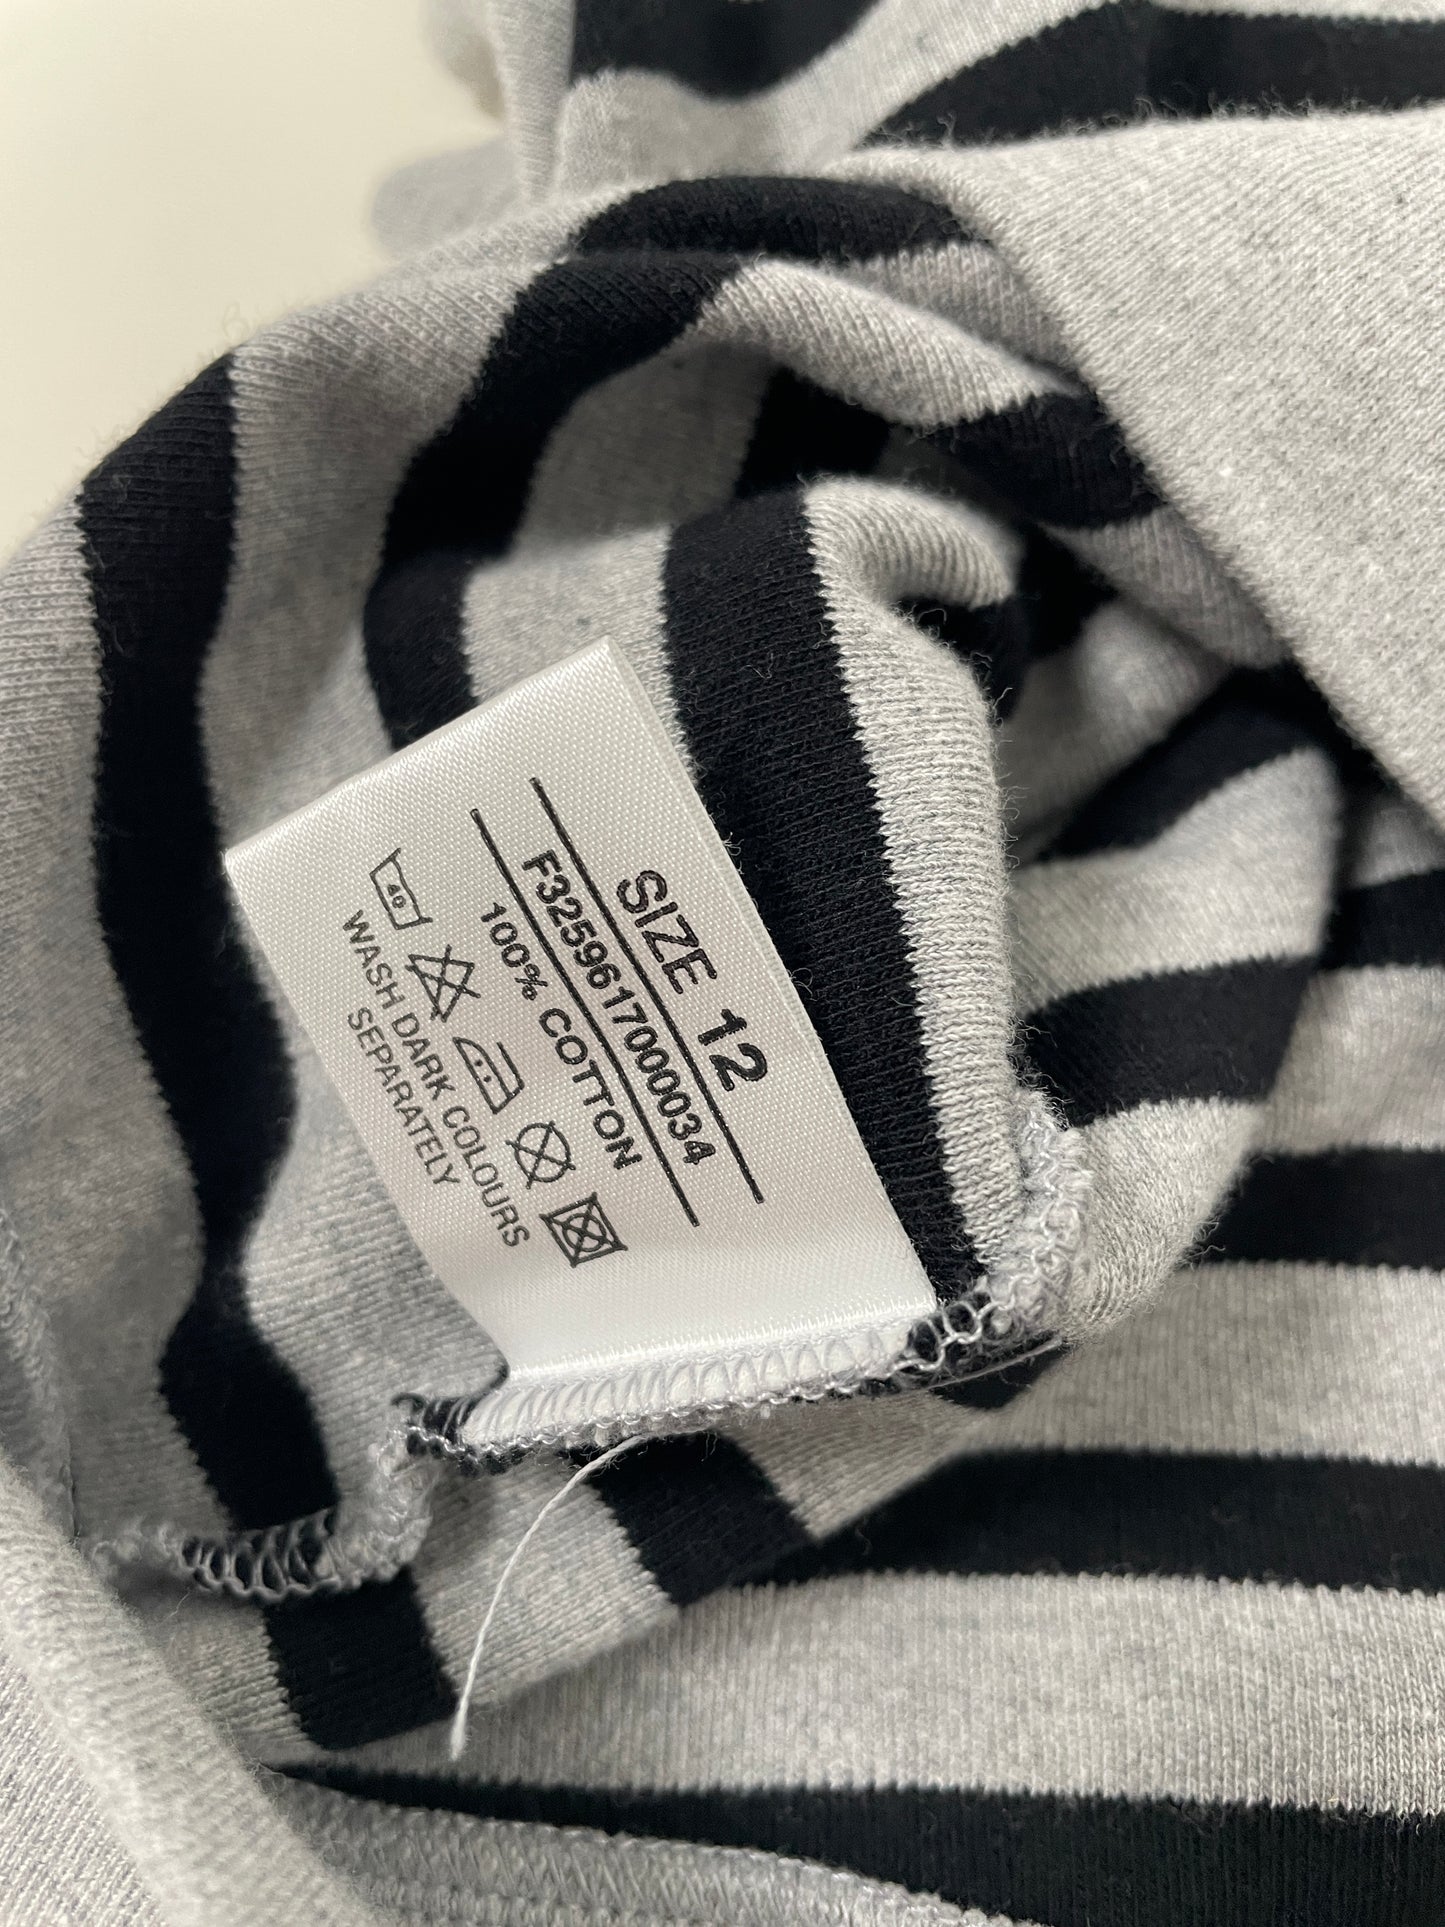 SIZE 12
F3259617000034
100% COTTON
40
WASH DARK COLOURS
SEPARATELY